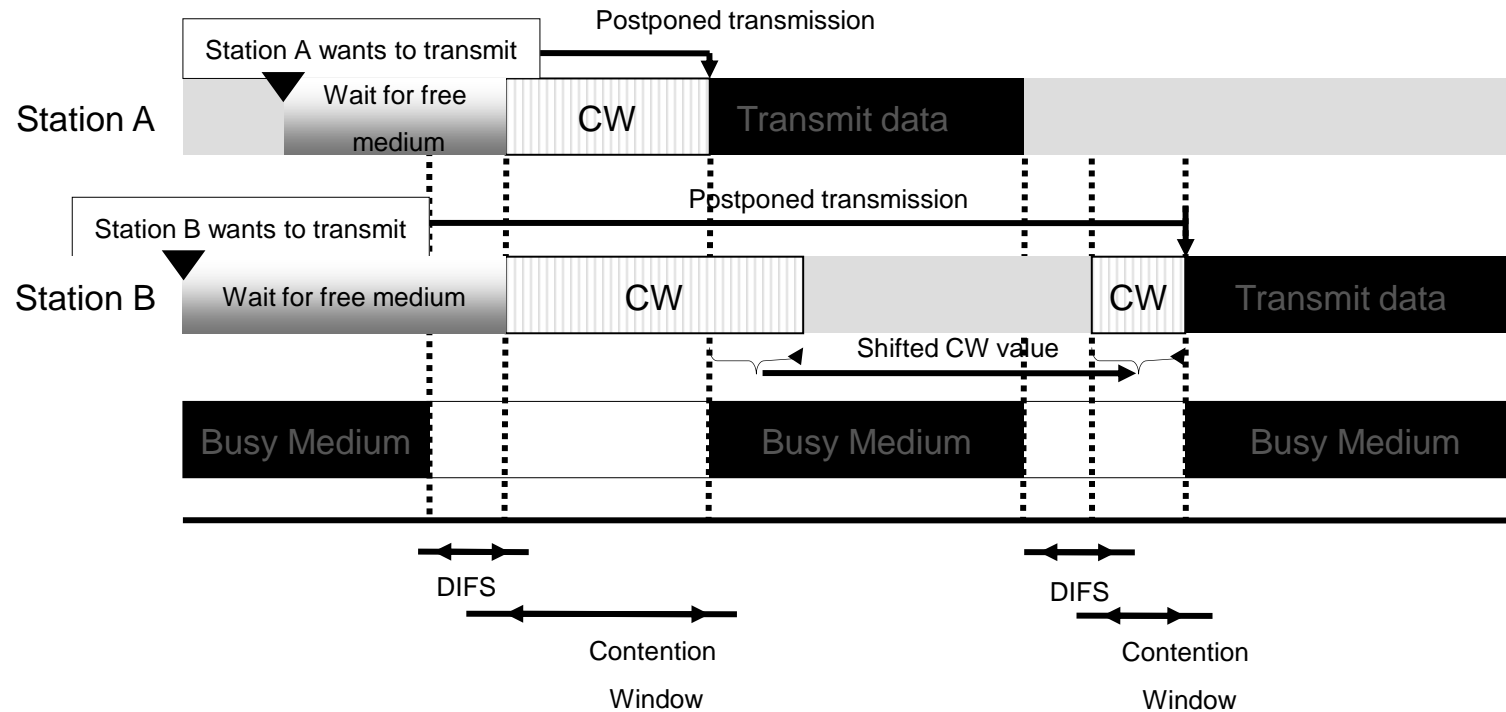 Postponed transmission
Station A wants to transmit
Station A
Wait for free
medium
CW
Transmit data
Postponed transmission
Station B wants to transmit
Station B
Wait for free medium
CW
CW
Transmit data
Shifted CW value
Busy Medium
Busy Medium
Busy Medium
DIFS
DIFS
Contention
Window
Contention
Window